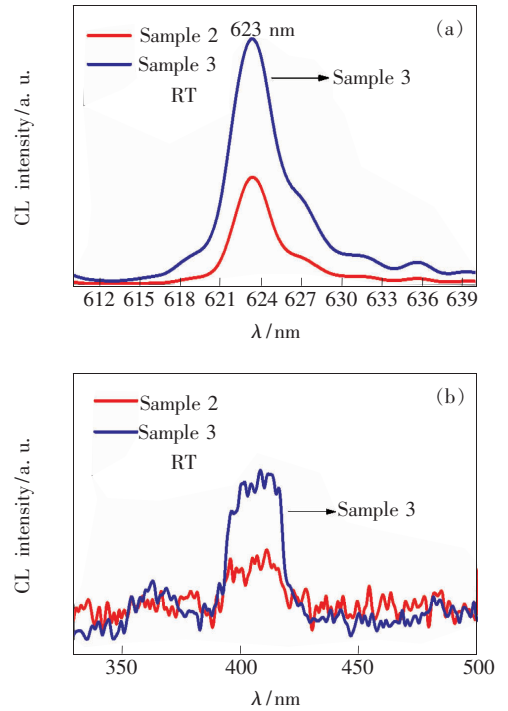 623 nm
(a)
Sample 2
Sample 3
Sample 3
RT
CL intensity/a. u.
612 615 618 621 624 627 630 633 636 639
λ/nm
(b)
Sample 2
Sample 3
RT
Sample 3
CL intensity/a. u.
350 400 450 500
λ/nm